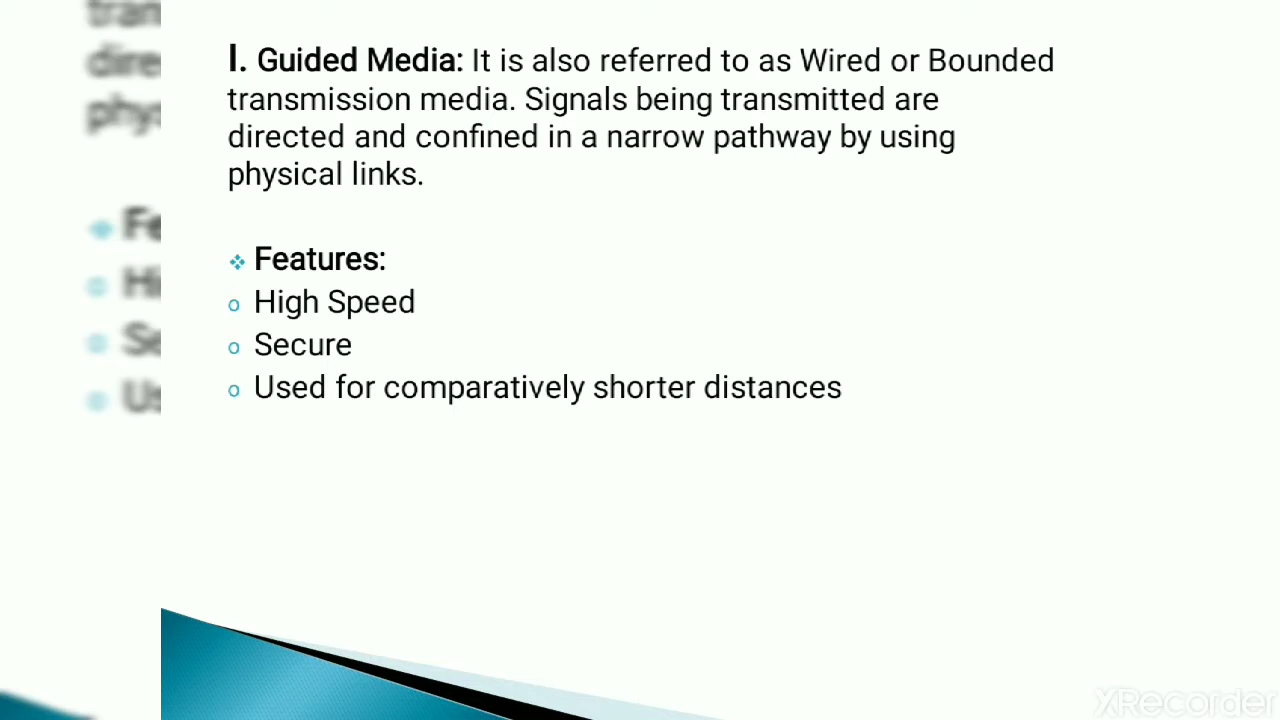 I. Guided Media: It is also referred to as Wired or Bounded
transmission media. Signals being transmitted are
directed and confined in a narrow pathway by using
physical links.
Features:
High Speed
Secure
Used for comparatively shorter distances
XRecorder